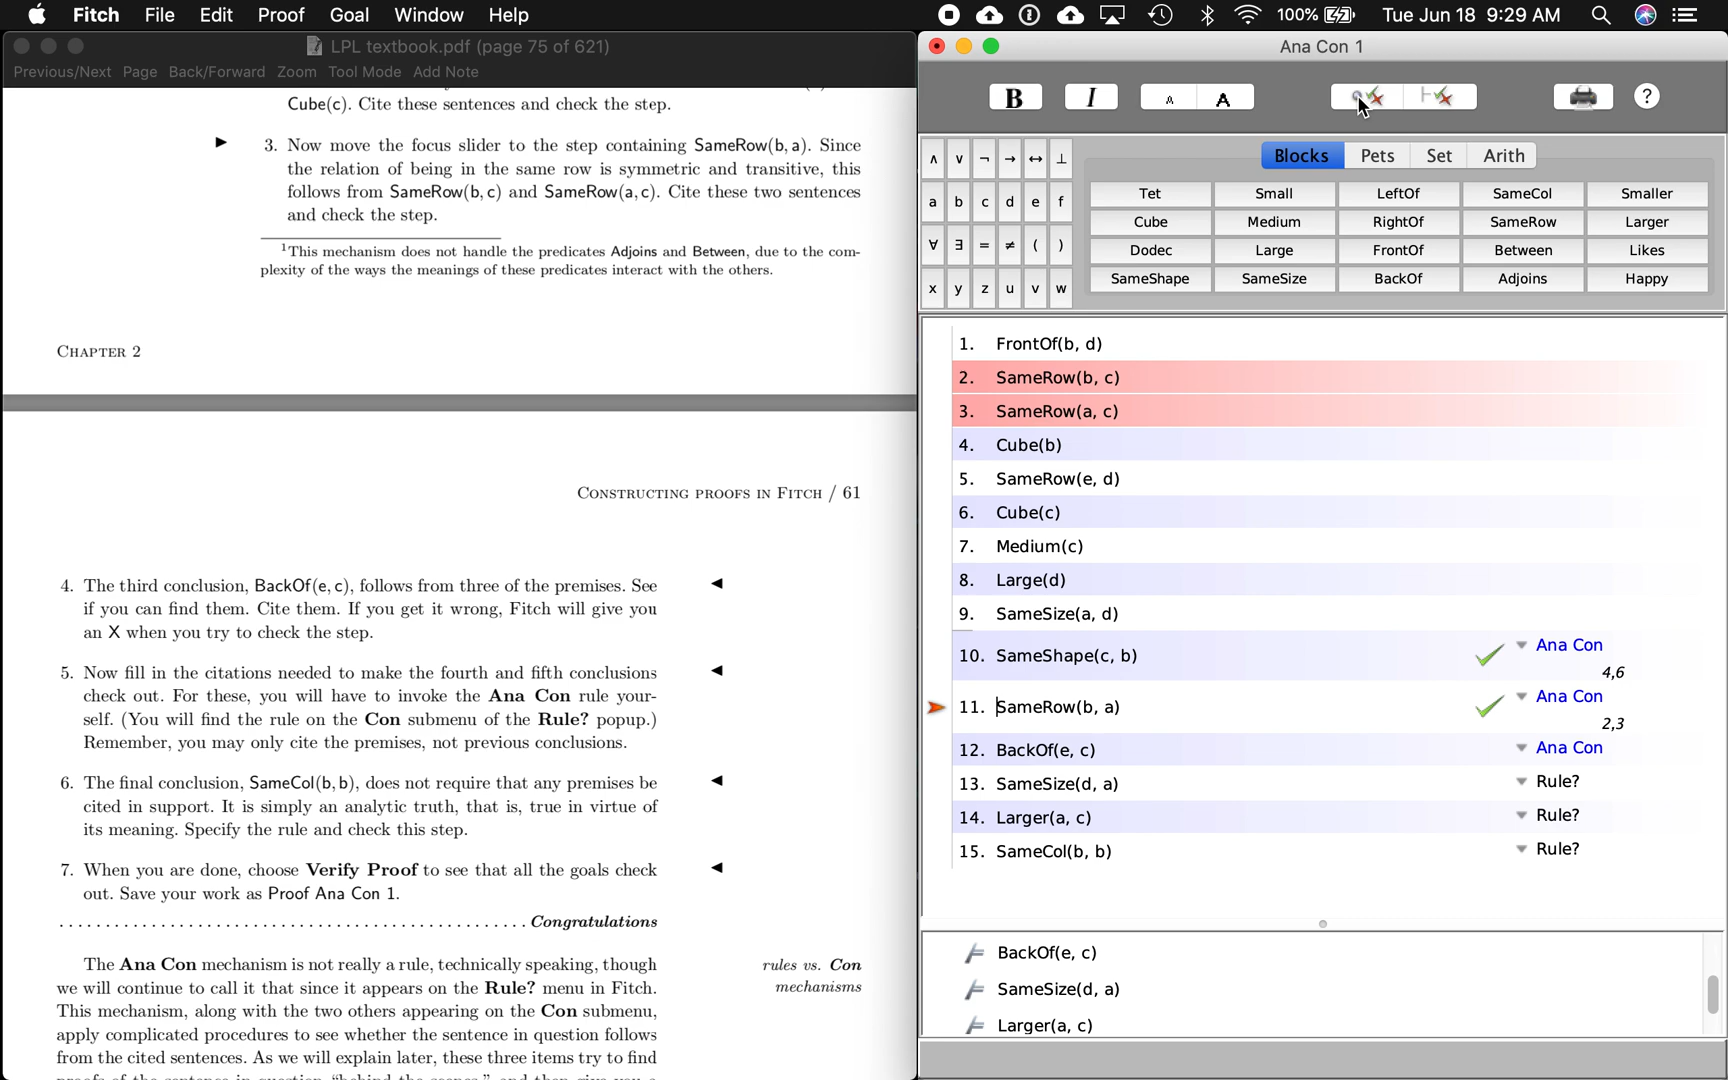 Fitch File Edit Proof Goal Window Help 100% Tue Jun 18 9:29 AM
LPL textbook.pdf (page 75 of 621)
Previous/Next Page Back/Forward Zoom Tool Mode Add Note
Cube(c). Cite these sentences and check the step.
▶ 3. Now move the focus slider to the step containing SameRow(b, a). Since
the relation of being in the same row is symmetric and transitive, this
follows from SameRow(b, c) and SameRow(a, c). Cite these two sentences
and check the step.
1This mechanism does not handle the predicates Adjoins and Between, due to the com-
plexity of the ways the meanings of these predicates interact with the others.
Chapter 2
Constructing proofs in Fitch / 61
4. The third conclusion, BackOf(e, c), follows from three of the premises. See ◀
if you can find them. Cite them. If you get it wrong, Fitch will give you
an X when you try to check the step.
5. Now fill in the citations needed to make the fourth and fifth conclusions ◀
check out. For these, you will have to invoke the Ana Con rule your-
self. (You will find the rule on the Con submenu of the Rule? popup.)
Remember, you may only cite the premises, not previous conclusions.
6. The final conclusion, SameCol(b, b), does not require that any premises be ◀
cited in support. It is simply an analytic truth, that is, true in virtue of
its meaning. Specify the rule and check this step.
7. When you are done, choose Verify Proof to see that all the goals check ◀
out. Save your work as Proof Ana Con 1.
. . . . . . . . . . . . . . . . . . . . . . . . . . . . . . . . . . . . . . . . . . . . Congratulations
The Ana Con mechanism is not really a rule, technically speaking, though
we will continue to call it that since it appears on the Rule? menu in Fitch.
This mechanism, along with the two others appearing on the Con submenu,
apply complicated procedures to see whether the sentence in question follows
from the cited sentences. As we will explain later, these three items try to find
rules vs. Con
mechanisms
Ana Con 1
B I A A ?
∧ ∨ ¬ → ↔ ⊥
a b c d e f
∀ ∃ = ≠ ( )
x y z u v w
Blocks Pets Set Arith
Tet Small LeftOf SameCol Smaller
Cube Medium RightOf SameRow Larger
Dodec Large FrontOf Between Likes
SameShape SameSize BackOf Adjoins Happy
1. FrontOf(b, d)
2. SameRow(b, c)
3. SameRow(a, c)
4. Cube(b)
5. SameRow(e, d)
6. Cube(c)
7. Medium(c)
8. Large(d)
9. SameSize(a, d)
10. SameShape(c, b) Ana Con
4,6
11. SameRow(b, a) Ana Con
2,3
12. BackOf(e, c) Ana Con
13. SameSize(d, a) Rule?
14. Larger(a, c) Rule?
15. SameCol(b, b) Rule?
BackOf(e, c)
SameSize(d, a)
Larger(a, c)